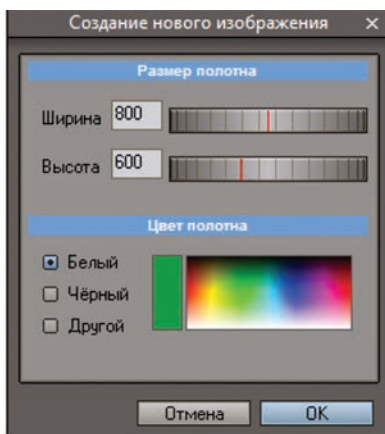 Создание нового изображения
Размер полотна
Ширина 800
Высота 600
Цвет полотна
Белый
Чёрный
Другой
Отмена OK